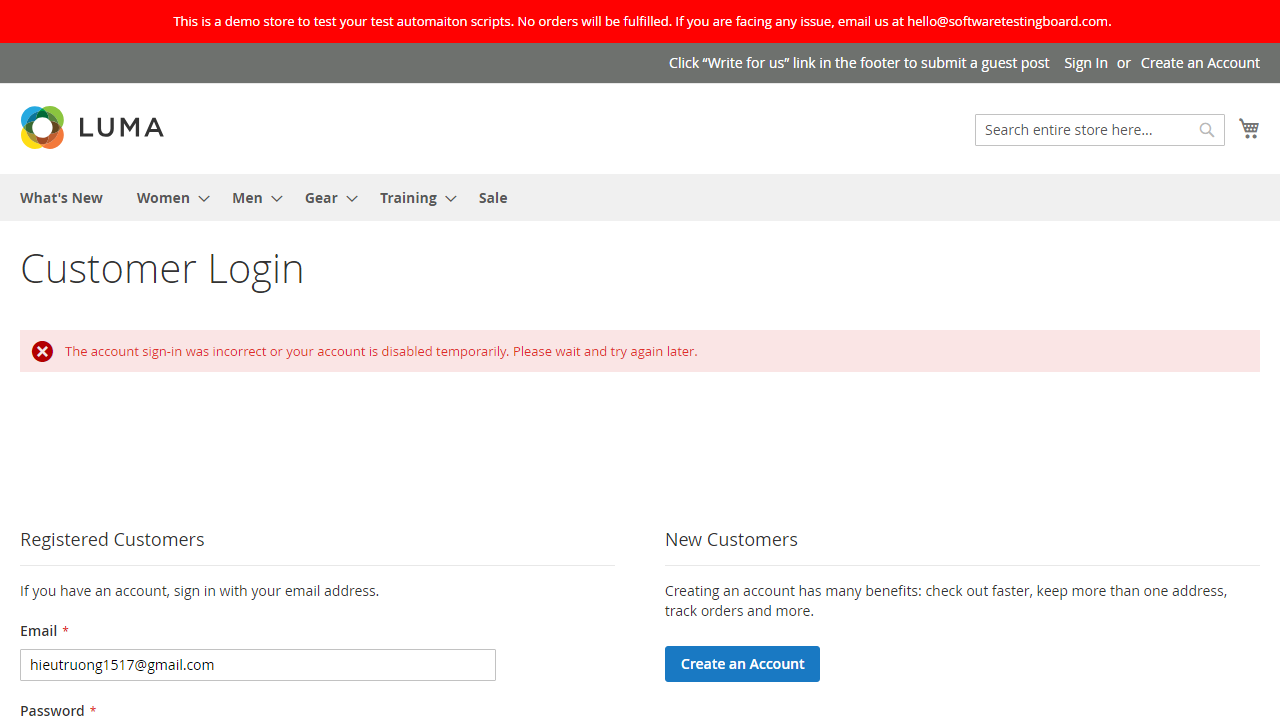 This is a demo store to test your test automaiton scripts. No orders will be fulfilled. If you are facing any issue, email us at hello@softwaretestingboard.com.
Click “Write for us” link in the footer to submit a guest post Sign In or Create an Account
LUMA
Search entire store here...
What's New Women Men Gear Training Sale
Customer Login
The account sign-in was incorrect or your account is disabled temporarily. Please wait and try again later.
Registered Customers
If you have an account, sign in with your email address.
Email *
hieutruong1517@gmail.com
Password *
New Customers
Creating an account has many benefits: check out faster, keep more than one address,
track orders and more.
Create an Account